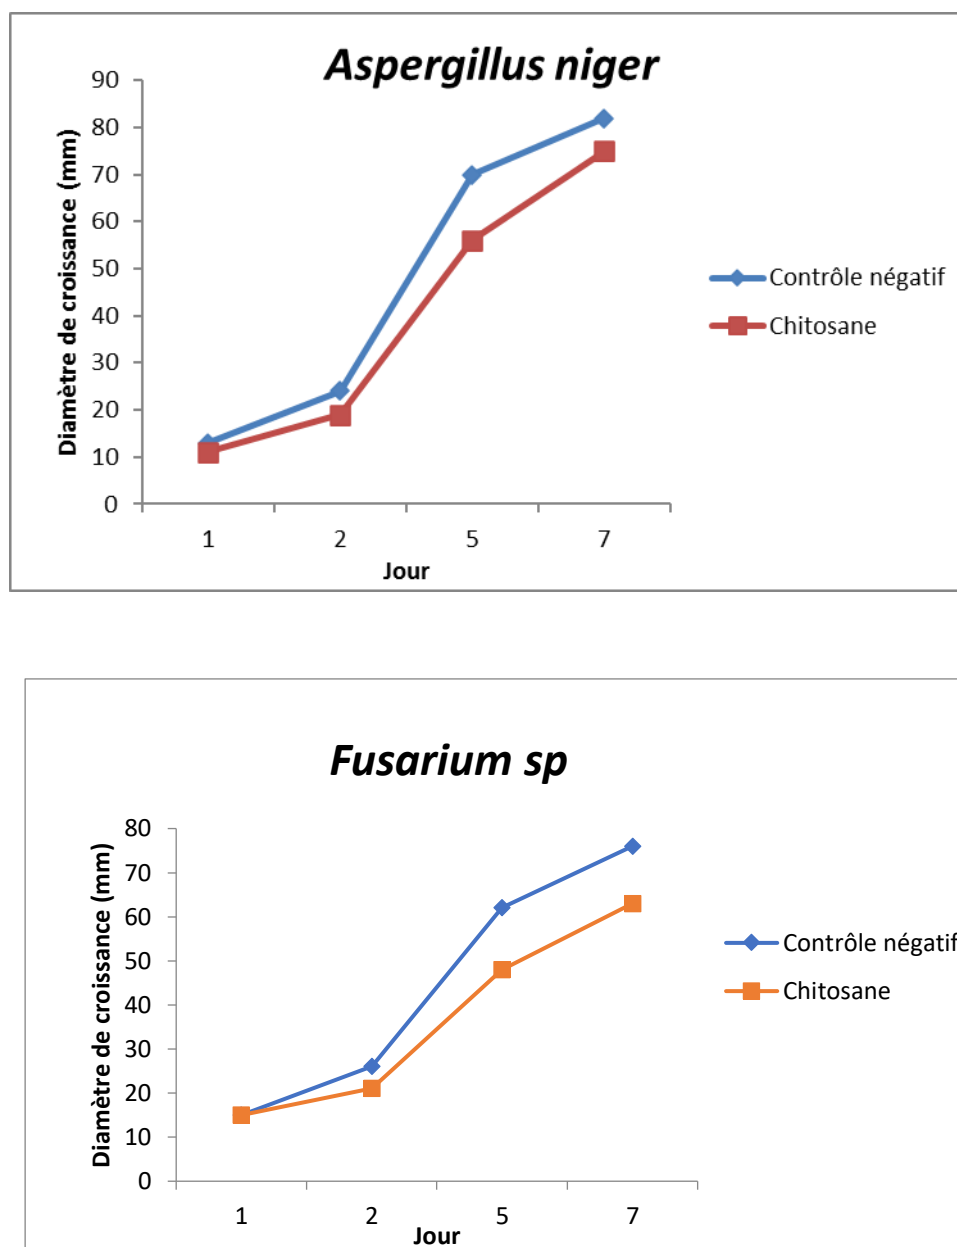 Aspergillus niger
Diamètre de croissance (mm)
90
80
70
60
50
40
30
20
10
0
1 2 5 7
Jour
Contrôle négatif
Chitosane
Fusarium sp
Diamètre de croissance (mm)
80
70
60
50
40
30
20
10
0
1 2 5 7
Jour
Contrôle négatif
Chitosane